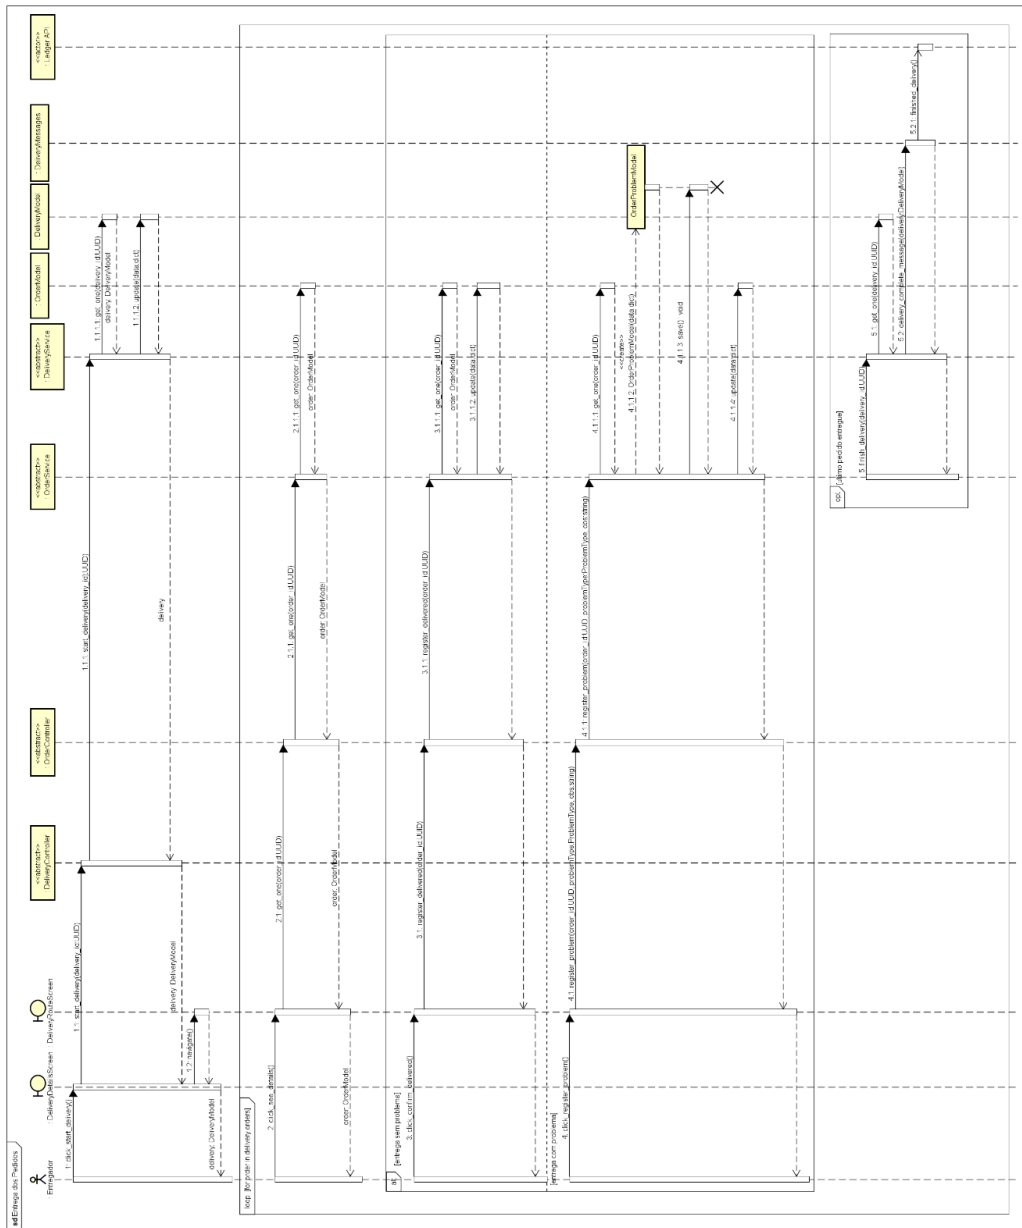 sd Entrega dos Pedidos
Entregador
: DeliveryDetailsScreen
: DeliveryRouteScreen
<<abstract>>
: DeliveryController
<<abstract>>
: OrderController
<<abstract>>
: OrderService
<<abstract>>
: DeliveryService
: OrderModel
: DeliveryModel
: DeliveryMessages
<<actor>>
: Ledger API
1: click_start_delivery()
1.1: start_delivery(delivery_id:UUID)
1.1.1: start_delivery(delivery_id:UUID)
1.1.1.1: get_one(delivery_id:UUID)
delivery: DeliveryModel
1.1.1.2: update(data:dict)
delivery
delivery: DeliveryModel
1.2: navigate()
delivery: DeliveryModel
loop [for order in delivery.orders]
2: click_see_details()
2.1: get_one(order_id:UUID)
2.1.1: get_one(order_id:UUID)
2.1.1.1: get_one(order_id:UUID)
order: OrderModel
order: OrderModel
order: OrderModel
order: OrderModel
alt
[entrega sem problema]
3: click_confirm_delivered()
3.1: register_delivered(order_id:UUID)
3.1.1: register_delivered(order_id:UUID)
3.1.1.1: get_one(order_id:UUID)
order: OrderModel
3.1.1.2: update(data:dict)
[entrega com problema]
4: click_register_problem()
4.1: register_problem(order_id:UUID, problemType:ProblemType, obs:string)
4.1.1: register_problem(order_id:UUID, problemType:ProblemType, obs:string)
4.1.1.1: get_one(order_id:UUID)
<<create>>
4.1.1.2: OrderProblemModel(data:dict)
OrderProblemModel
4.1.1.3: save(): void
4.1.1.4: update(data:dict)
opt
[último pedido entregue]
5: finish_delivery(delivery_id:UUID)
5.1: get_one(delivery_id:UUID)
5.2: delivery_complete_message(delivery:DeliveryModel)
5.2.1: finished_delivery()